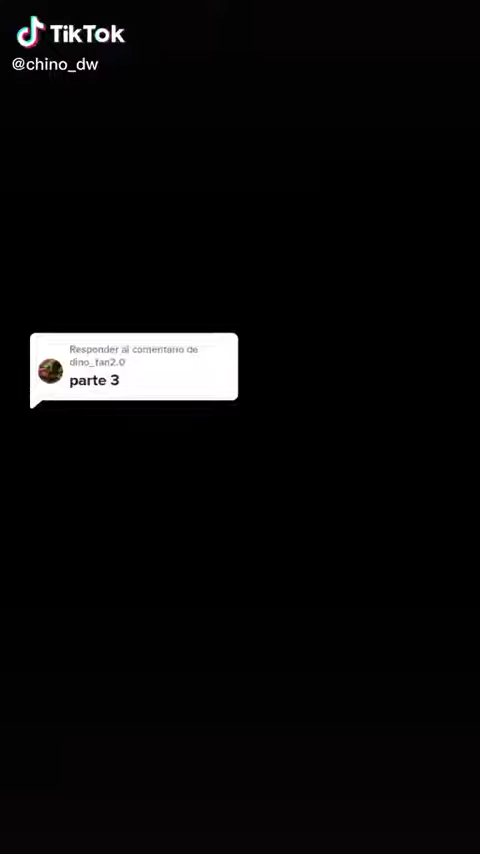 TikTok
@chino_dw
Responder al comentario de
dino_fan2.0
parte 3